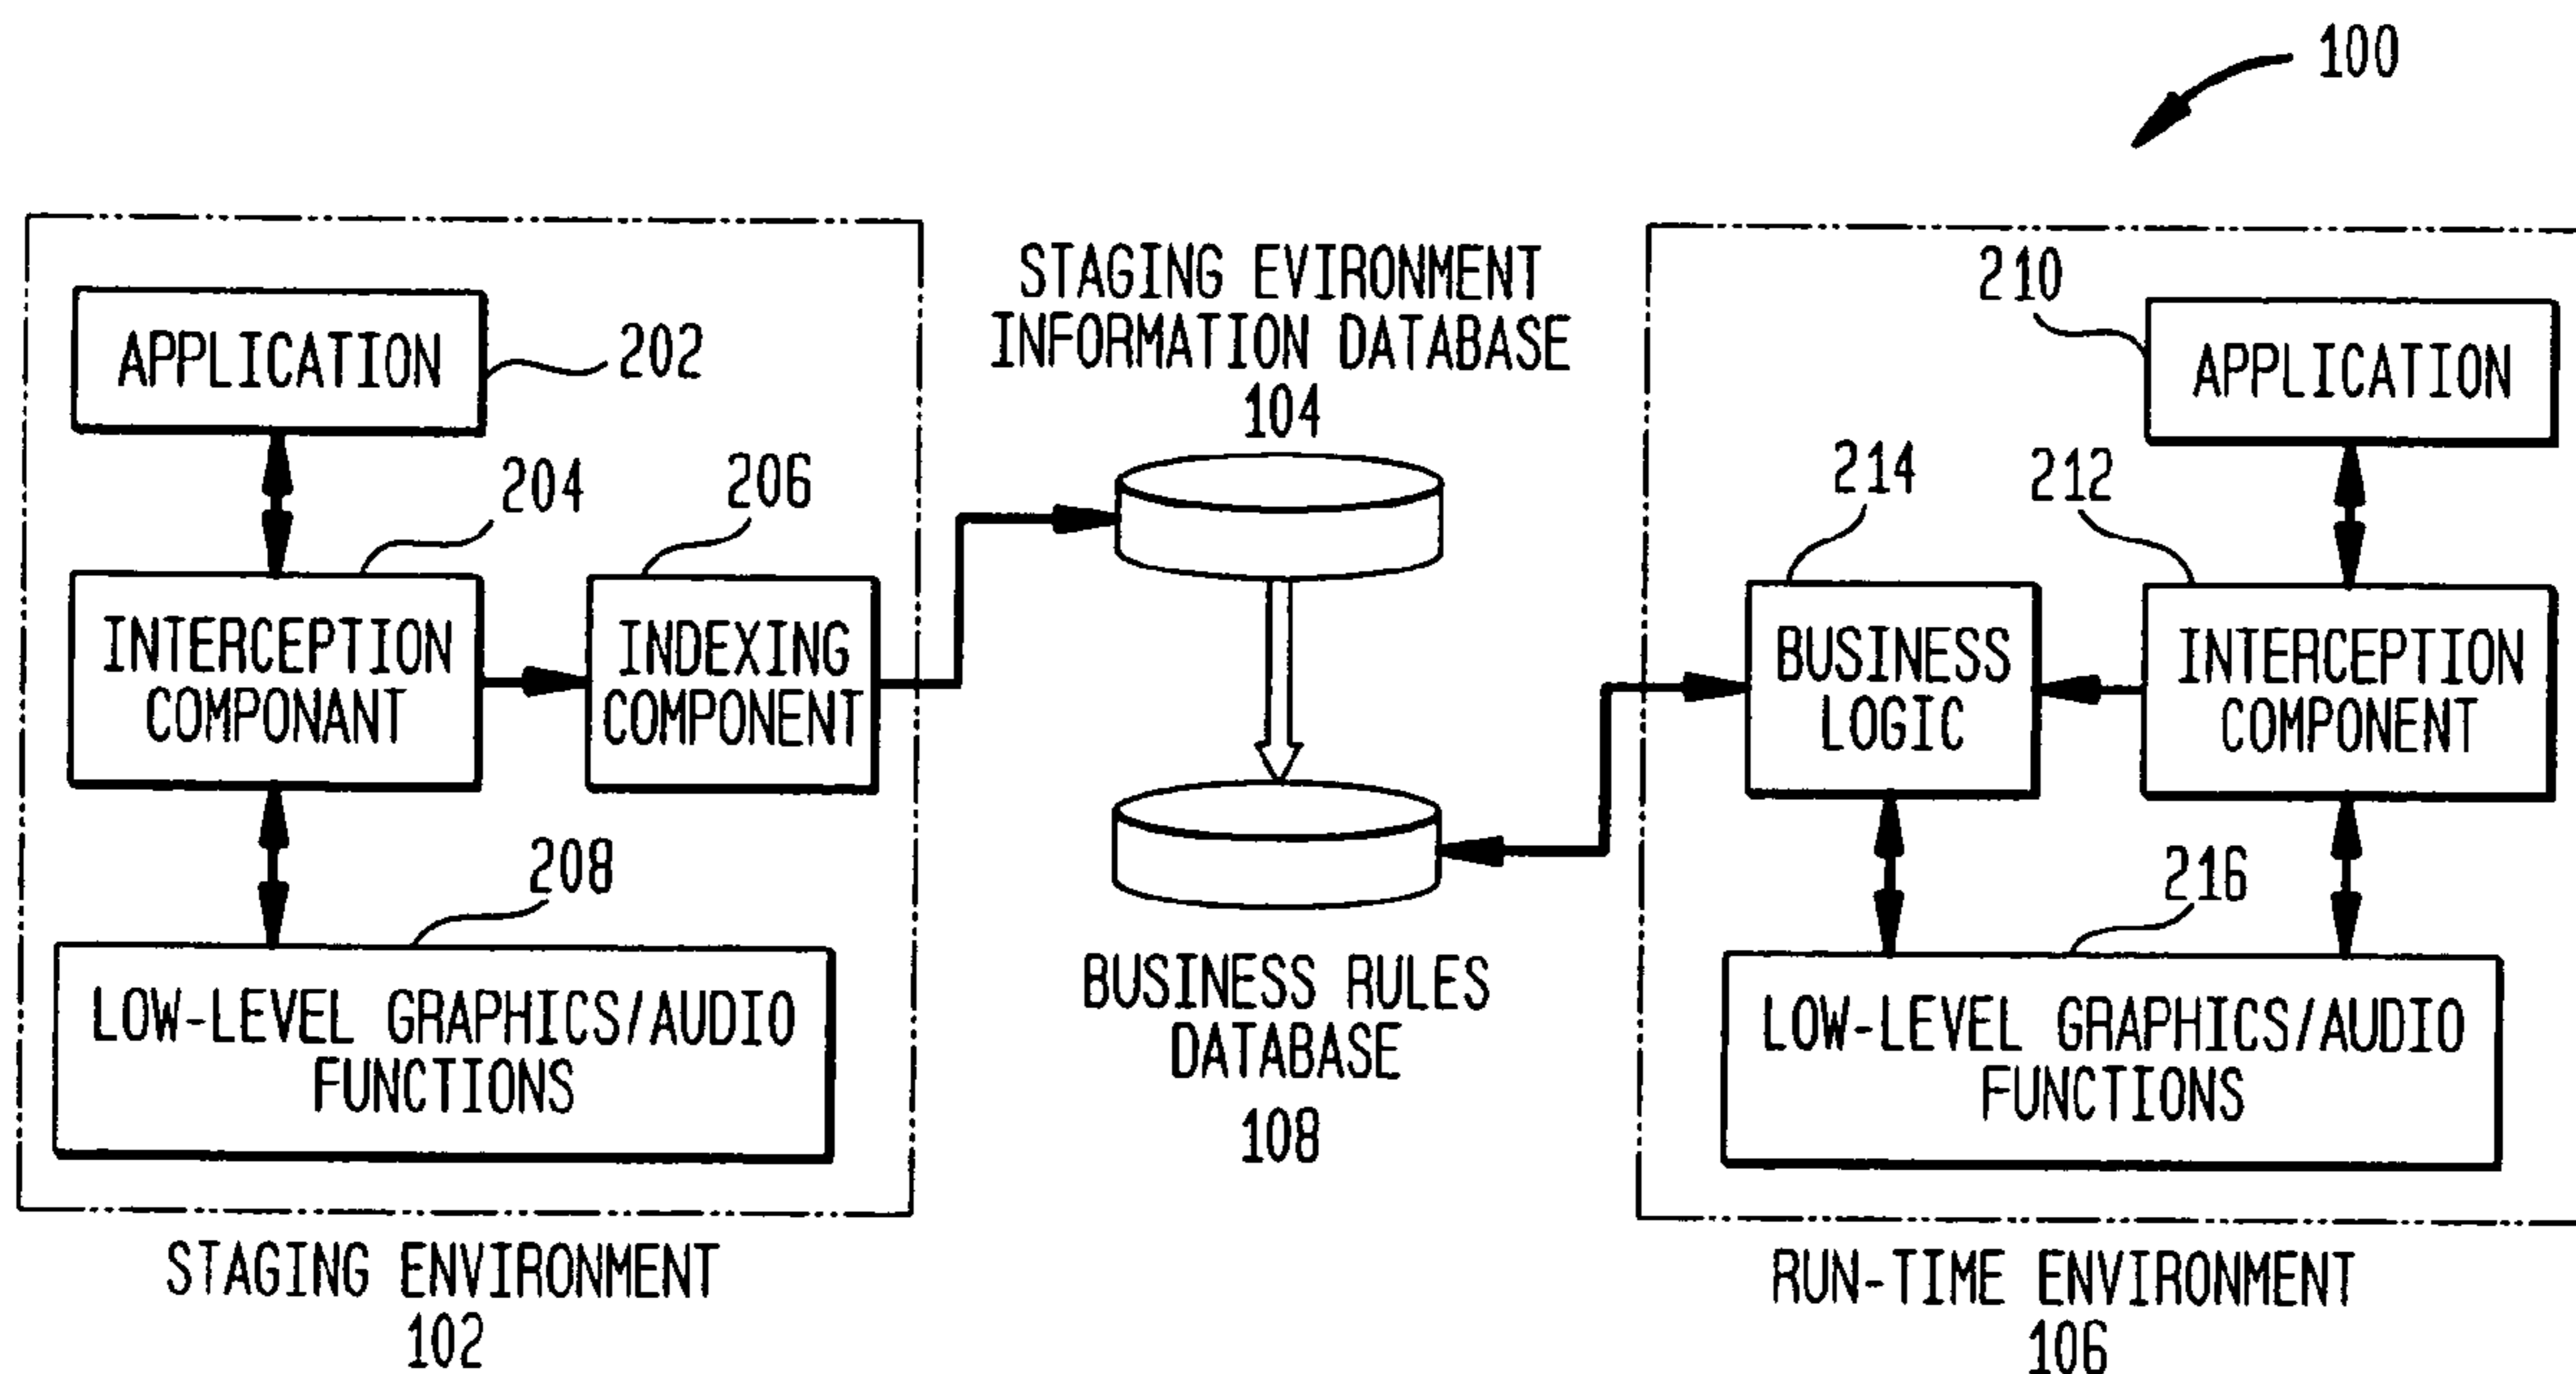 100
APPLICATION
202
204
206
INTERCEPTION
COMPONANT
INDEXING
COMPONENT
208
LOW-LEVEL GRAPHICS/AUDIO
FUNCTIONS
STAGING ENVIRONMENT
102
STAGING EVIRONMENT
INFORMATION DATABASE
104
BUSINESS RULES
DATABASE
108
210
APPLICATION
214
212
BUSINESS
LOGIC
INTERCEPTION
COMPONENT
216
LOW-LEVEL GRAPHICS/AUDIO
FUNCTIONS
RUN-TIME ENVIRONMENT
106